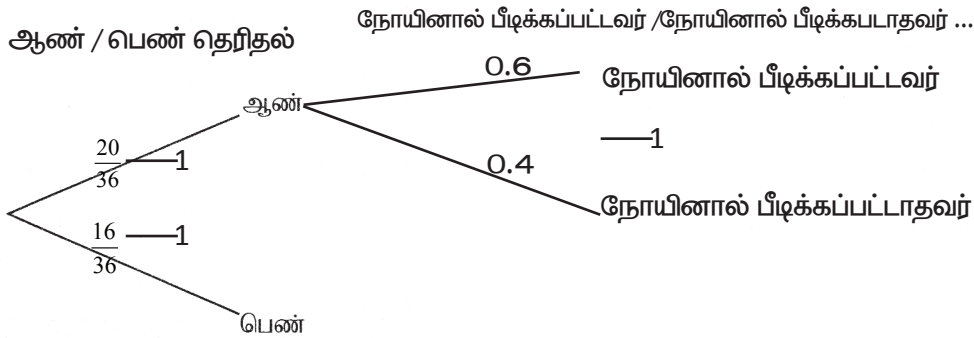 நோயினால் பீடிக்கப்பட்டவர் /நோயினால் பீடிக்கபடாதவர் ...
ஆண் / பெண் தெரிதல்
0.6
நோயினால் பீடிக்கப்பட்டவர்
ஆண்
20/36 —1
—1
0.4
நோயினால் பீடிக்கப்பட்டாதவர்
16/36 —1
பெண்